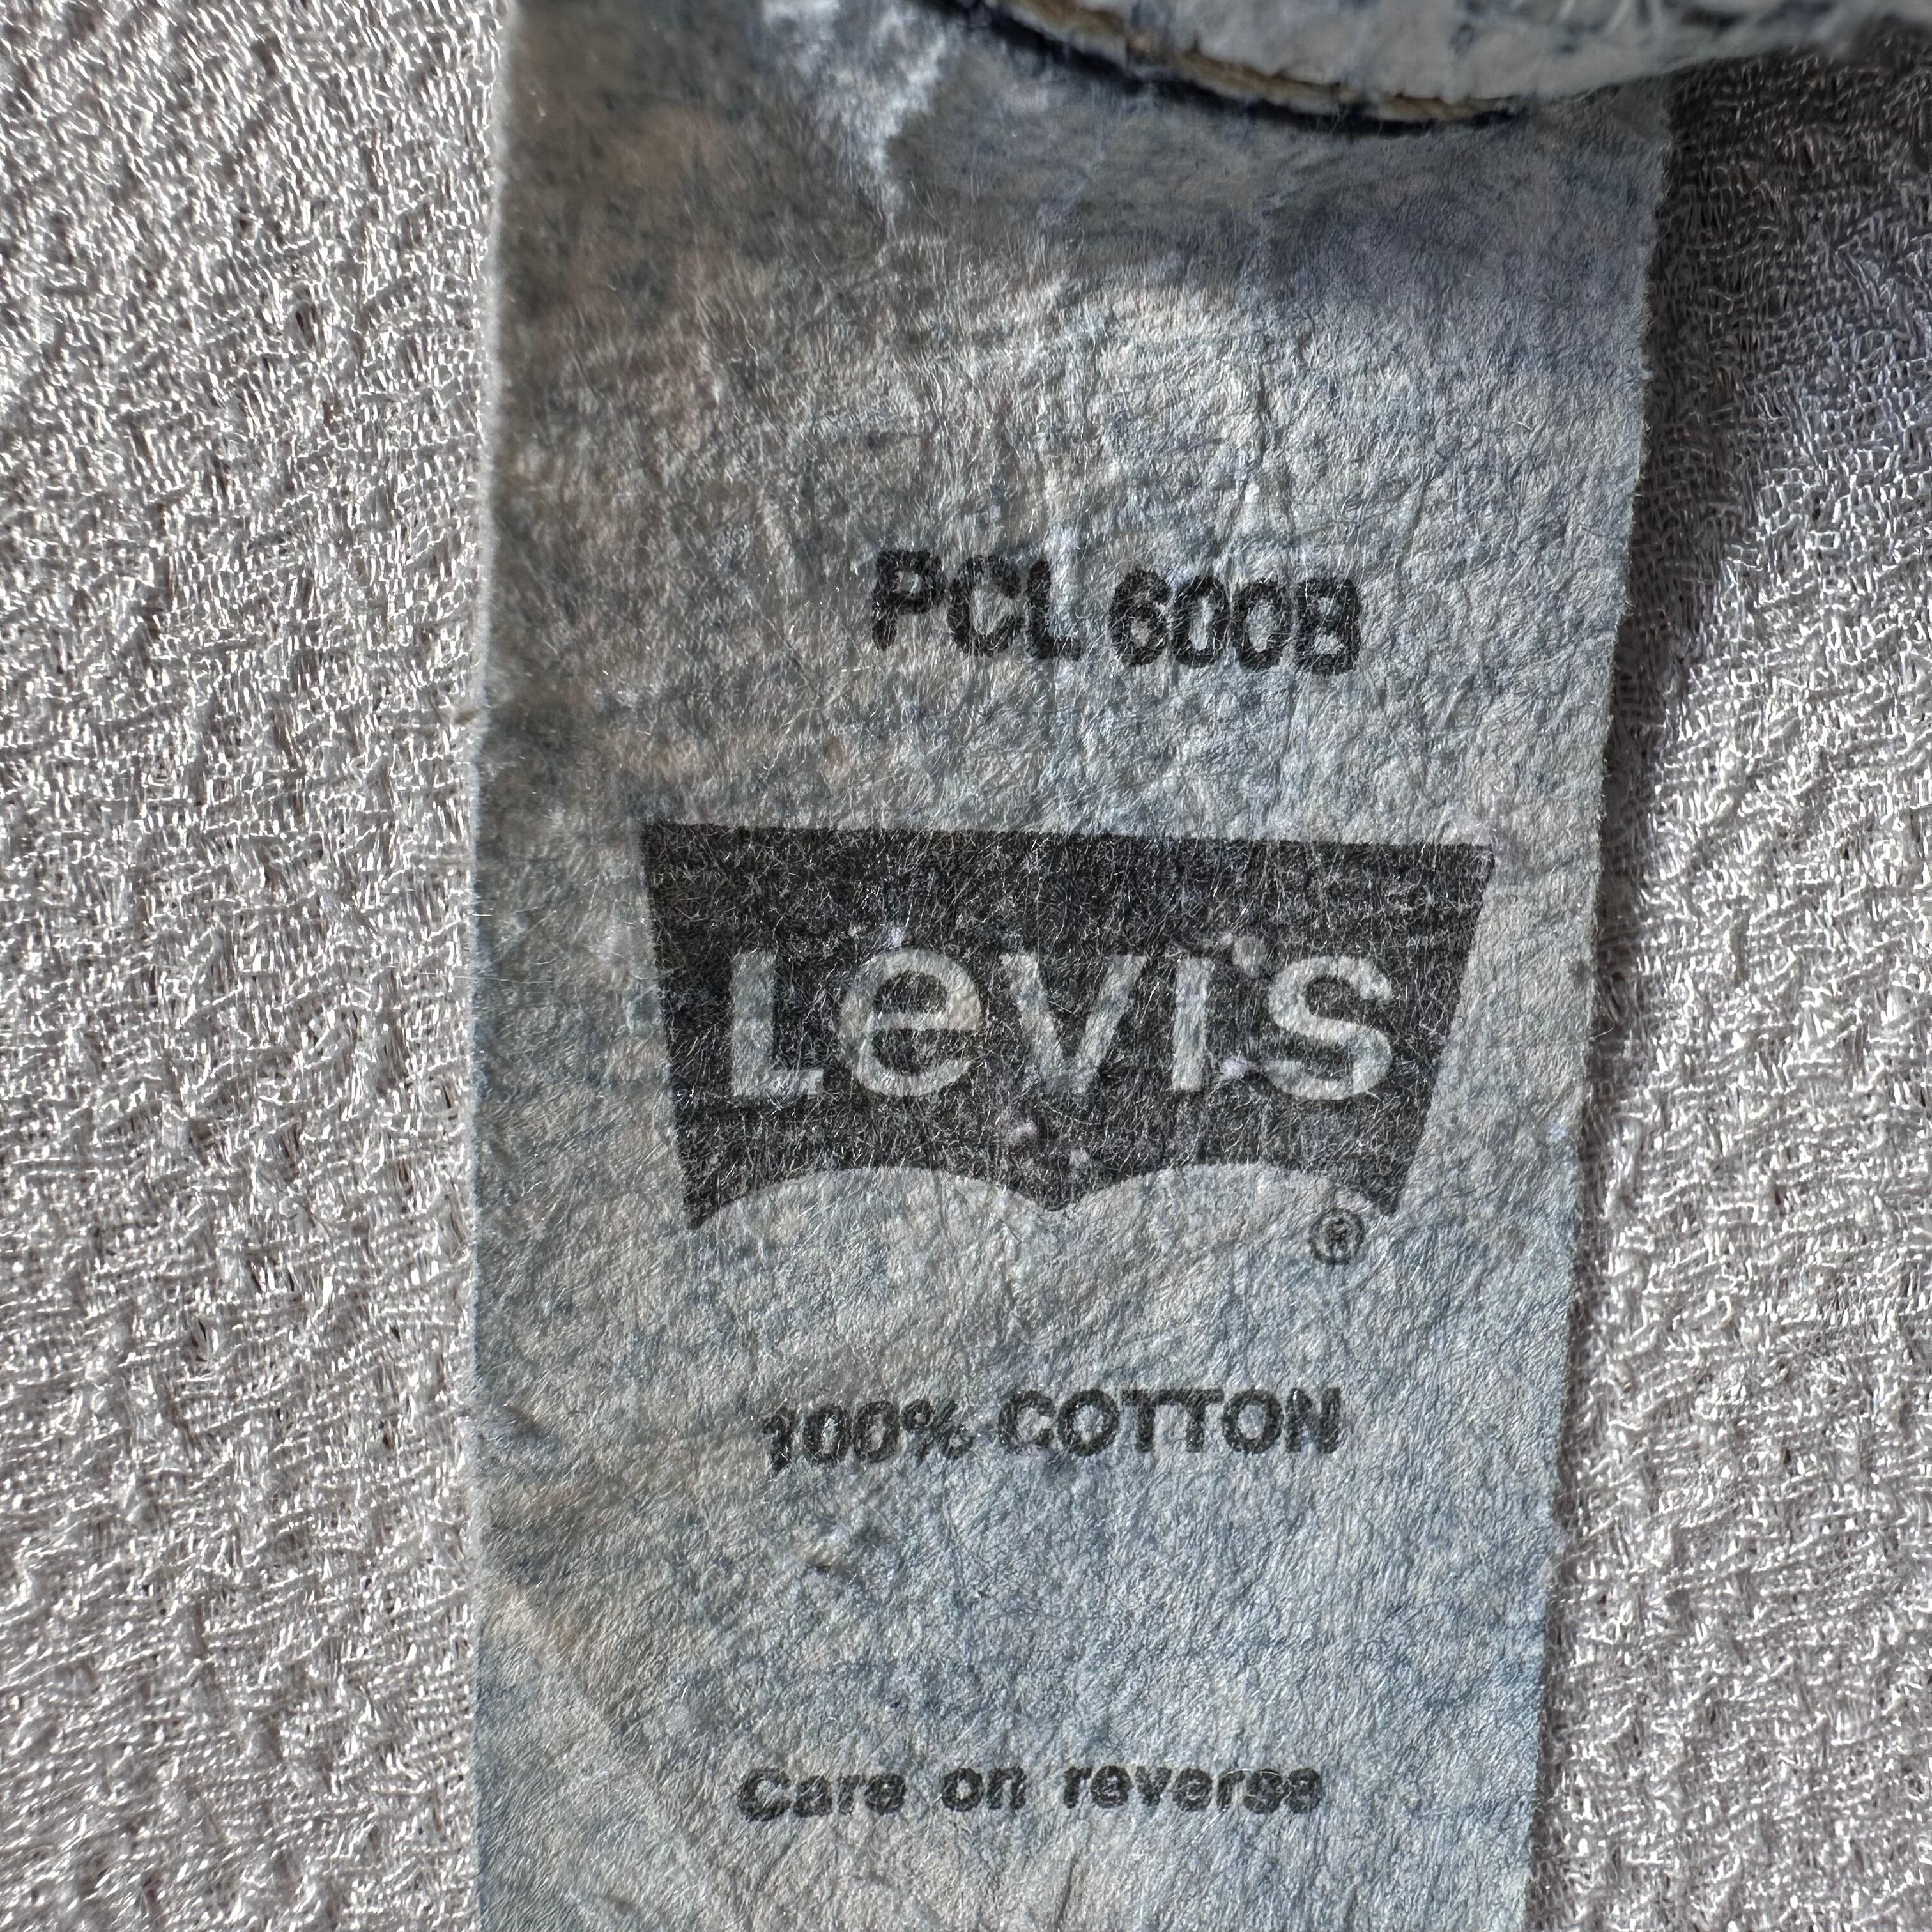 PCL 600B
Levi's
®
100% COTTON
Care on reverse